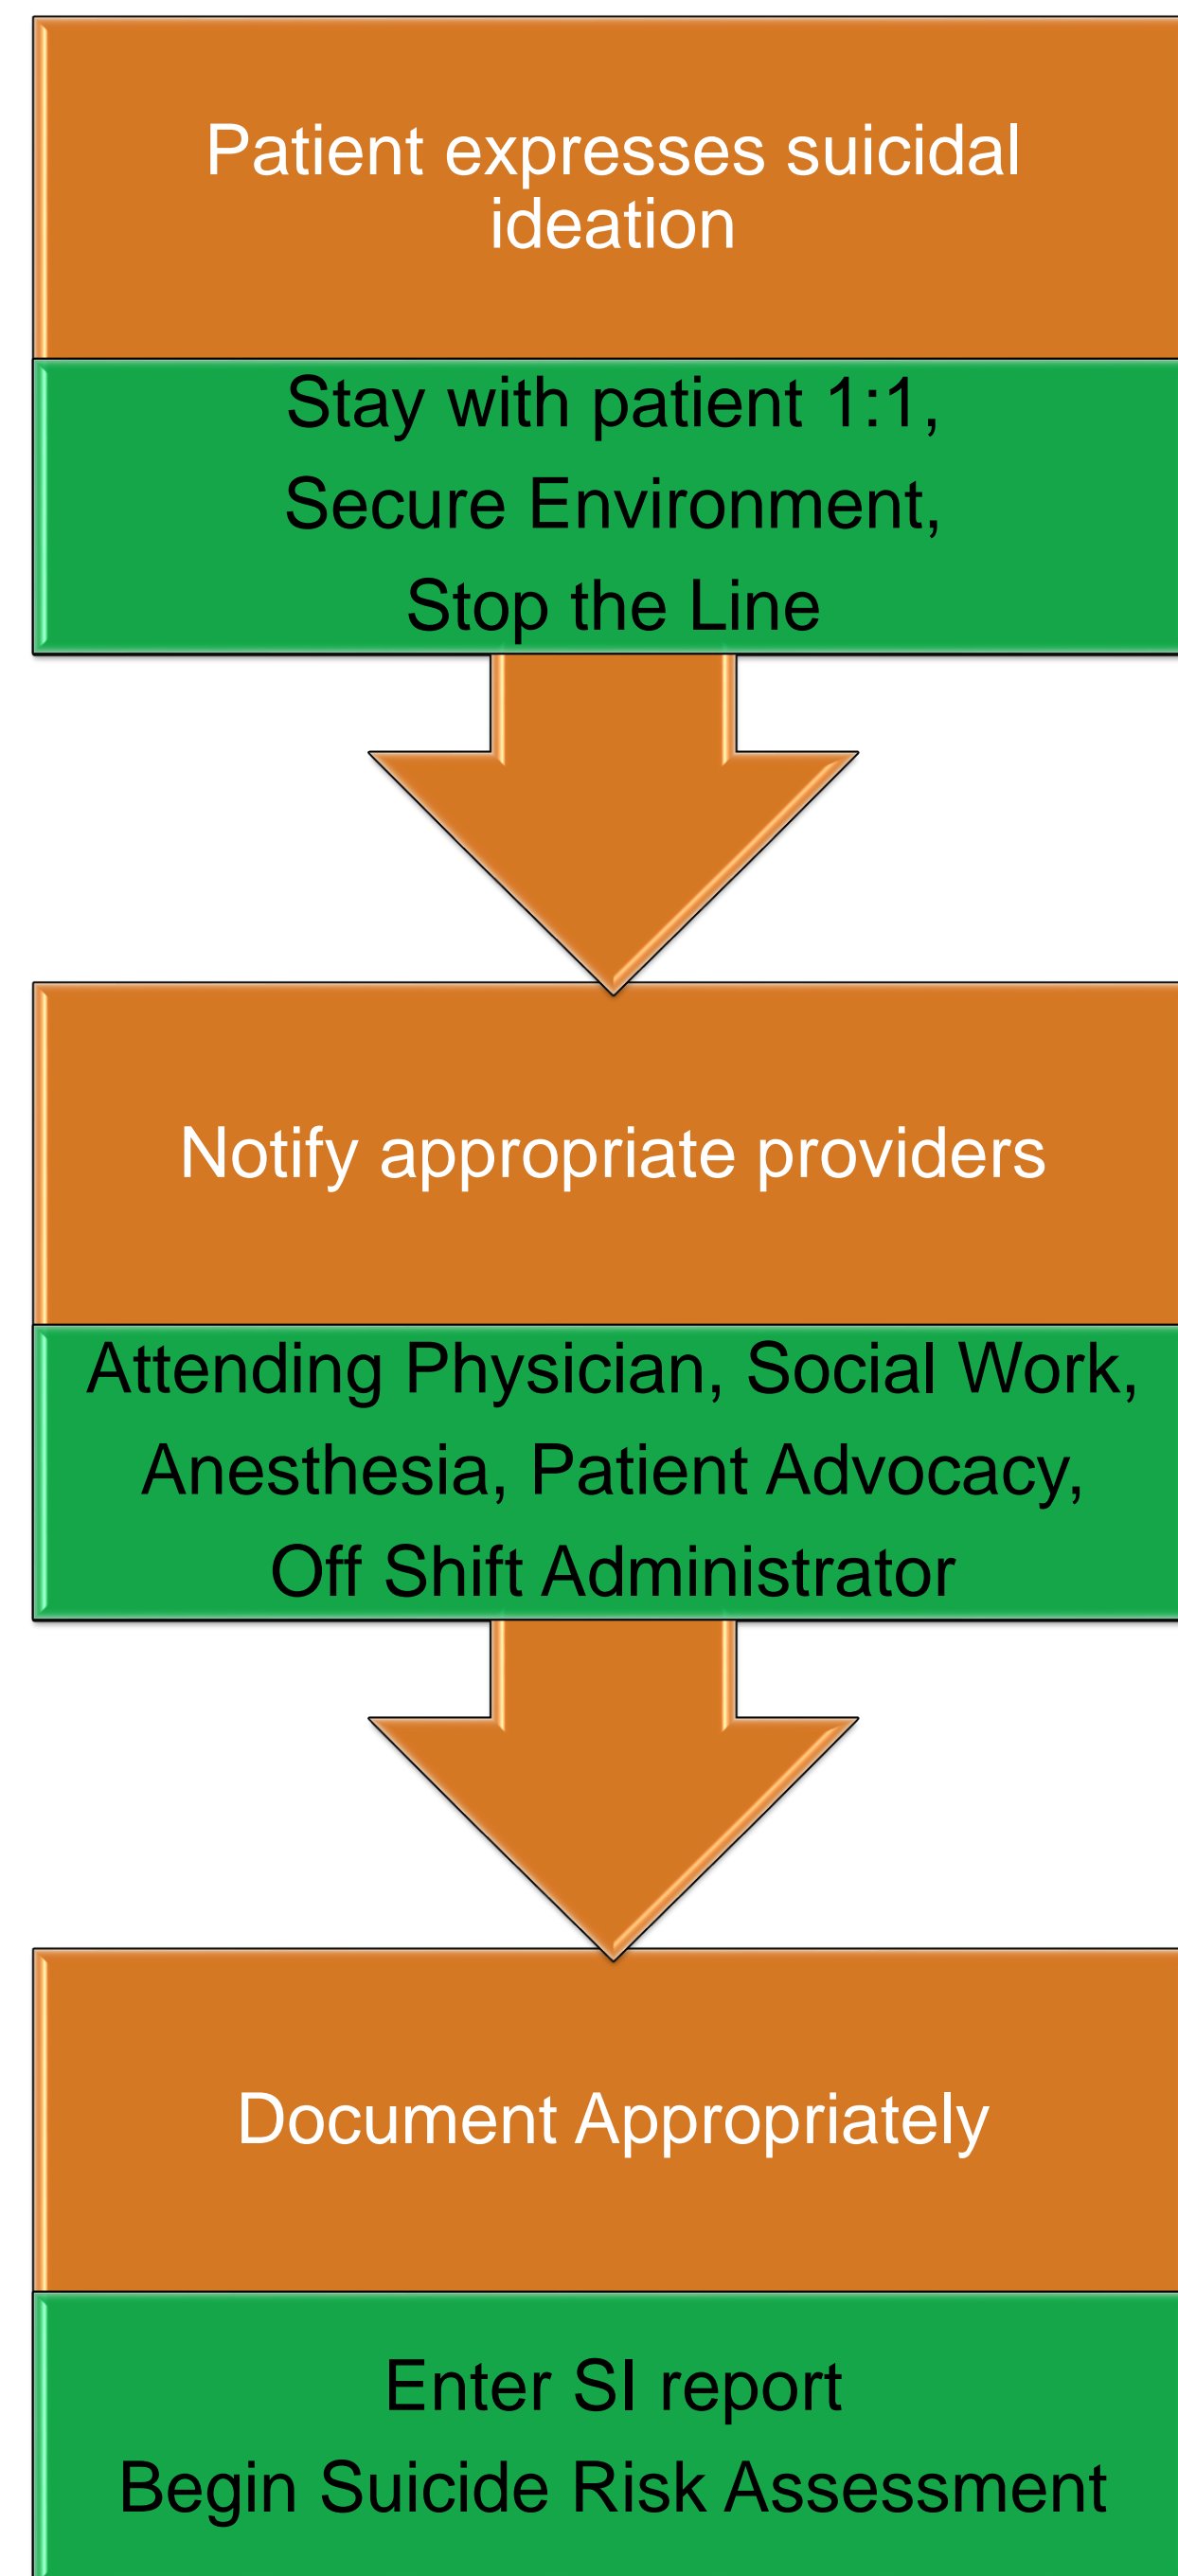 Patient expresses suicidal
ideation
Stay with patient 1:1,
Secure Environment,
Stop the Line
Notify appropriate providers
Attending Physician, Social Work,
Anesthesia, Patient Advocacy,
Off Shift Administrator
Document Appropriately
Enter SI report
Begin Suicide Risk Assessment